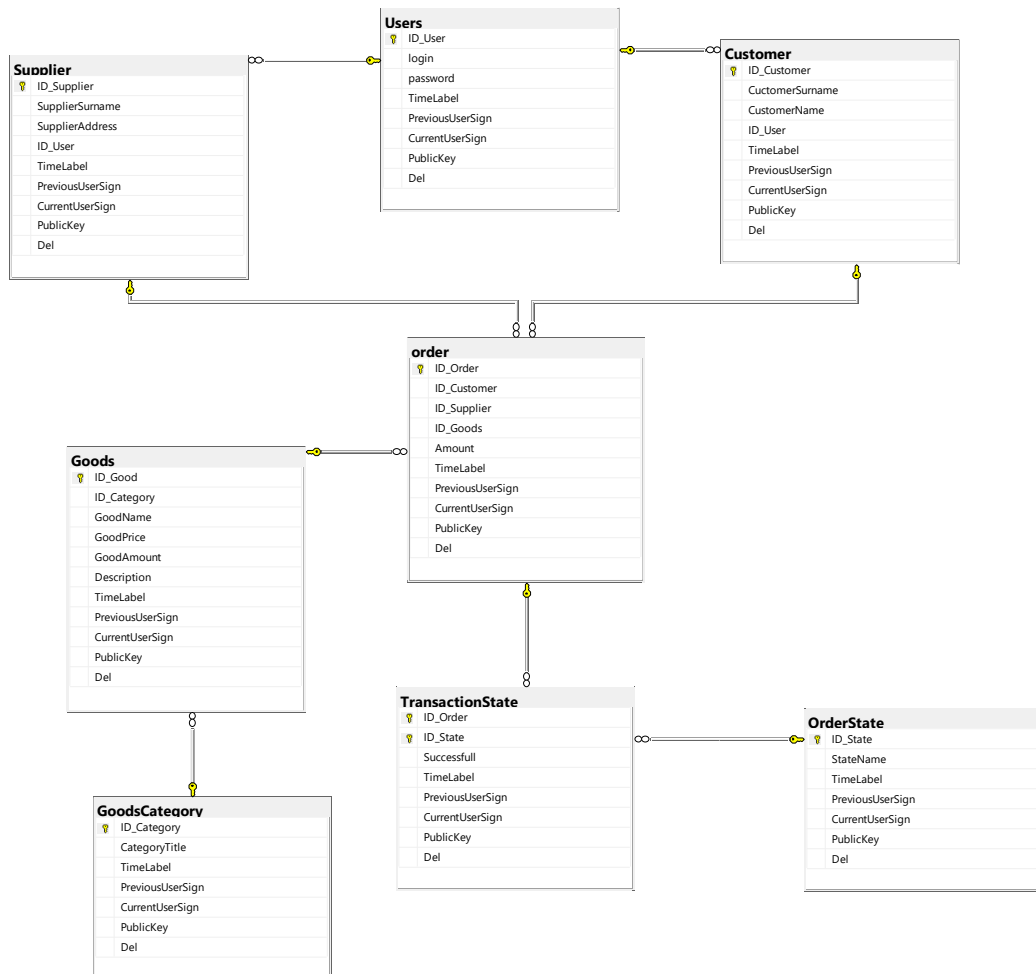 Users
ID_User
login
password
TimeLabel
PreviousUserSign
CurrentUserSign
PublicKey
Del
Supplier
ID_Supplier
SupplierSurname
SupplierAddress
ID_User
TimeLabel
PreviousUserSign
CurrentUserSign
PublicKey
Del
Customer
ID_Customer
CuctomerSurname
CustomerName
ID_User
TimeLabel
PreviousUserSign
CurrentUserSign
PublicKey
Del
order
ID_Order
ID_Customer
ID_Supplier
ID_Goods
Amount
TimeLabel
PreviousUserSign
CurrentUserSign
PublicKey
Del
Goods
ID_Good
ID_Category
GoodName
GoodPrice
GoodAmount
Description
TimeLabel
PreviousUserSign
CurrentUserSign
PublicKey
Del
TransactionState
ID_Order
ID_State
Successfull
TimeLabel
PreviousUserSign
CurrentUserSign
PublicKey
Del
OrderState
ID_State
StateName
TimeLabel
PreviousUserSign
CurrentUserSign
PublicKey
Del
GoodsCategory
ID_Category
CategoryTitle
TimeLabel
PreviousUserSign
CurrentUserSign
PublicKey
Del